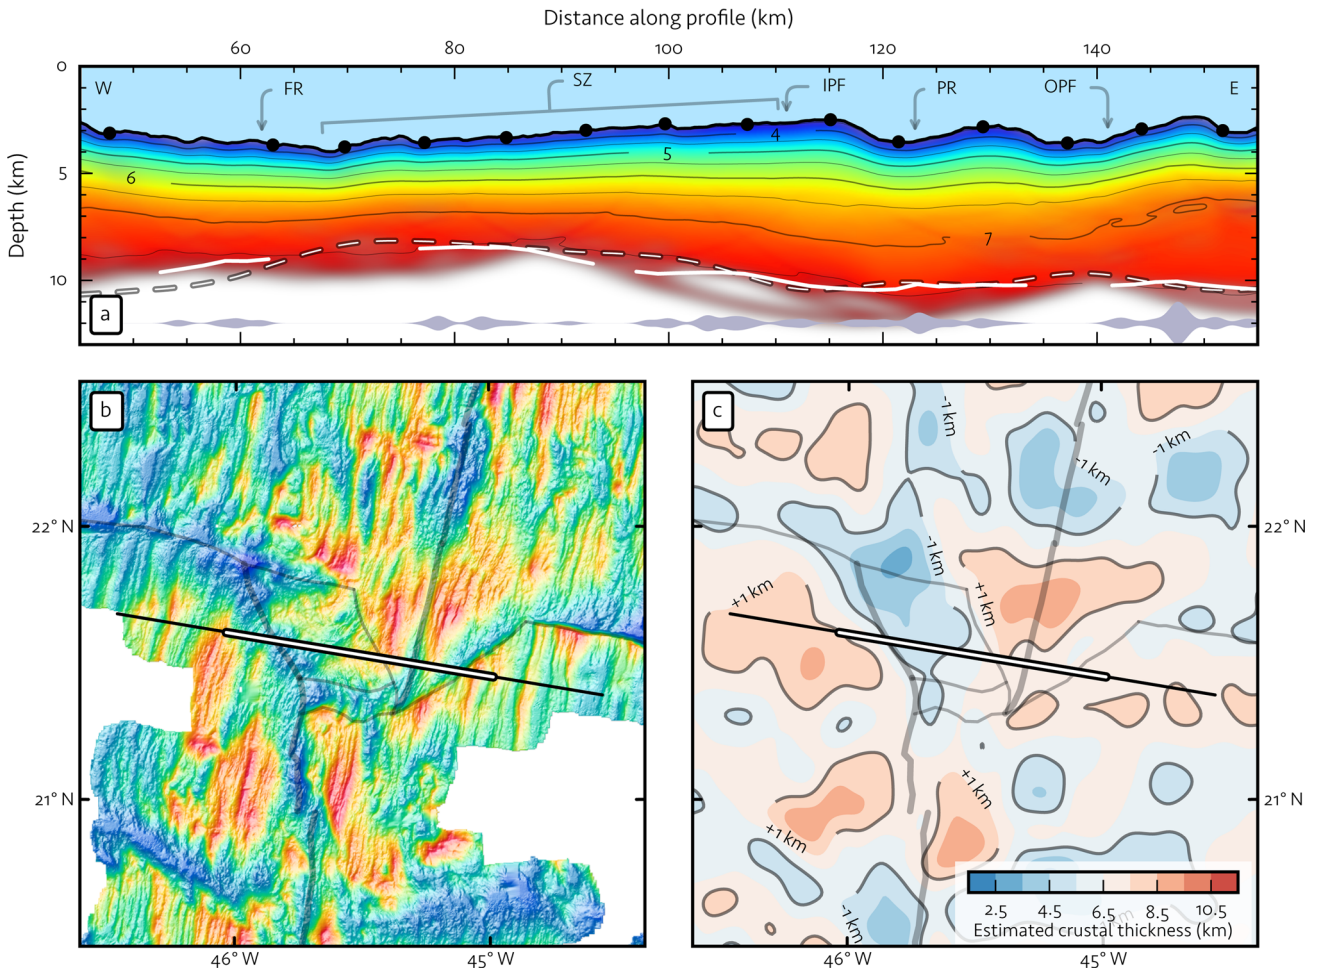 Distance along profile (km)
60 80 100 120 140
0
W FR SZ IPF PR OPF E
4
5
5
6
7
10
Depth (km)
a
b
c
-1 km
-1 km
-1 km
22° N
22° N
-1 km
+1 km
+1 km
21° N
21° N
+1 km
+1 km
-1 km
2.5 4.5 6.5 8.5 10.5
Estimated crustal thickness (km)
46° W 45° W
46° W 45° W